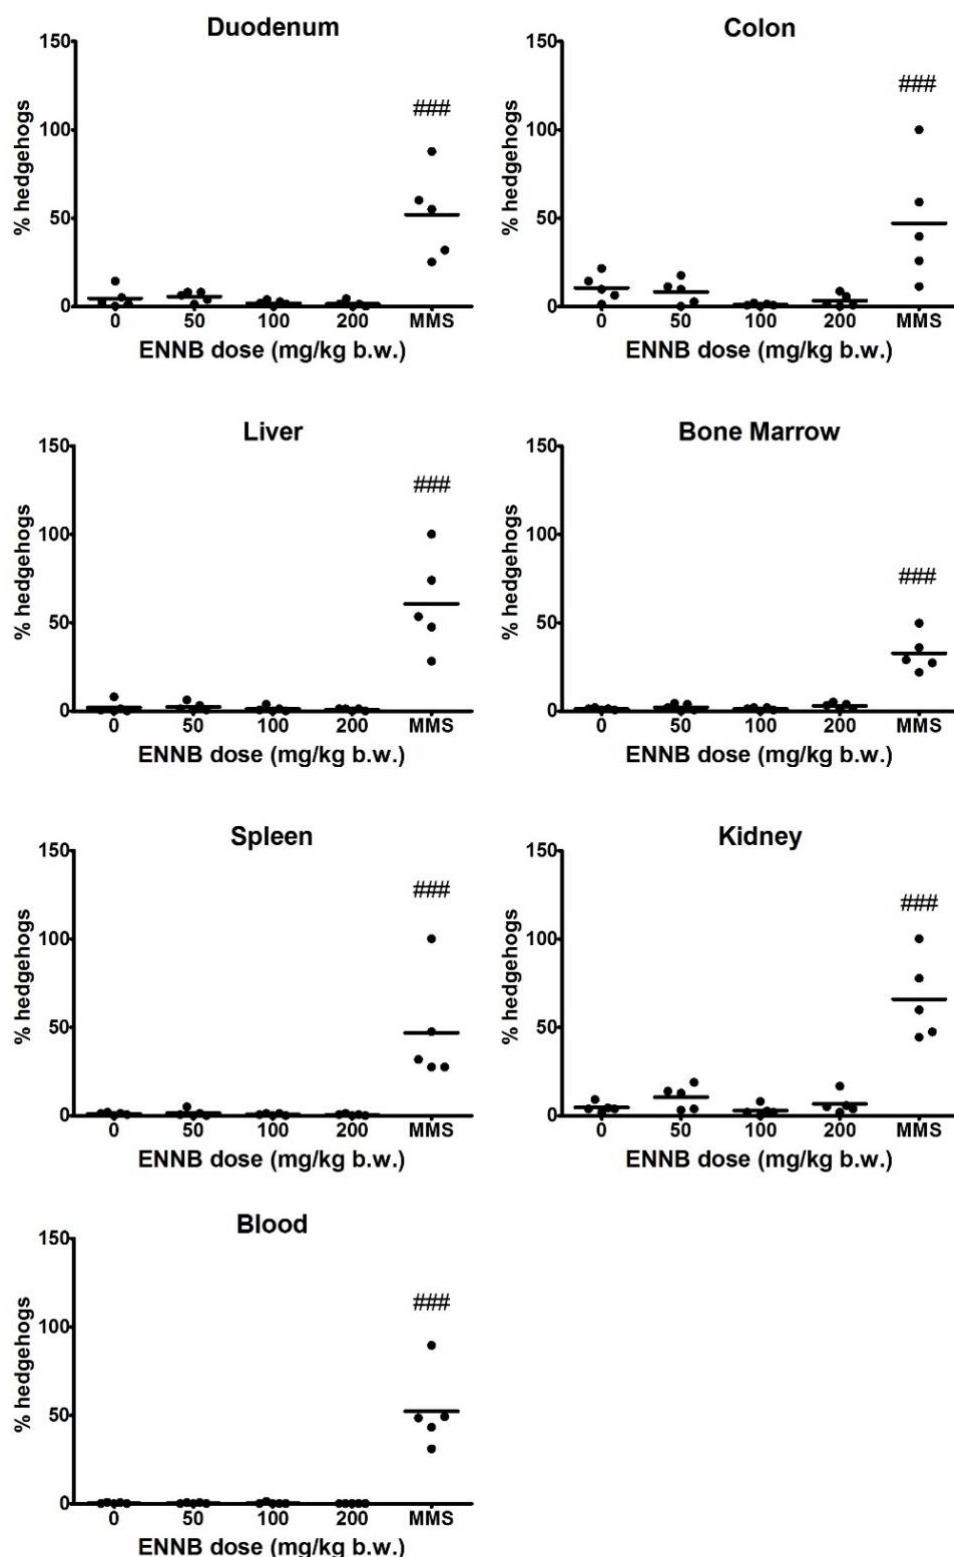 Duodenum
150
100
50
0
% hedgehogs
###
0 50 100 200 MMS
ENNB dose (mg/kg b.w.)
Colon
150
100
50
0
% hedgehogs
###
0 50 100 200 MMS
ENNB dose (mg/kg b.w.)
Liver
150
100
50
0
% hedgehogs
###
0 50 100 200 MMS
ENNB dose (mg/kg b.w.)
Bone Marrow
150
100
50
0
% hedgehogs
###
0 50 100 200 MMS
ENNB dose (mg/kg b.w.)
Spleen
150
100
50
0
% hedgehogs
###
0 50 100 200 MMS
ENNB dose (mg/kg b.w.)
Kidney
150
100
50
0
% hedgehogs
###
0 50 100 200 MMS
ENNB dose (mg/kg b.w.)
Blood
150
100
50
0
% hedgehogs
###
0 50 100 200 MMS
ENNB dose (mg/kg b.w.)